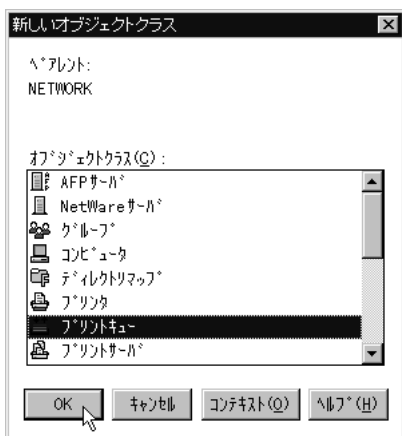 新しいオブジェクトクラス
ﾍﾟｱﾚﾝﾄ:
NETWORK
ｵﾌﾞｼﾞｪｸﾄｸﾗｽ(C):
AFPｻｰﾊﾞ
NetWareｻｰﾊﾞ
ｸﾞﾙｰﾌﾟ
ｺﾝﾋﾟｭｰﾀ
ﾃﾞｨﾚｸﾄﾘﾏｯﾌﾟ
ﾌﾟﾘﾝﾀ
ﾌﾟﾘﾝﾄｷｭｰ
ﾌﾟﾘﾝﾄｻｰﾊﾞ
OK ｷｬﾝｾﾙ ｺﾝﾃｷｽﾄ(O) ﾍﾙﾌﾟ(H)